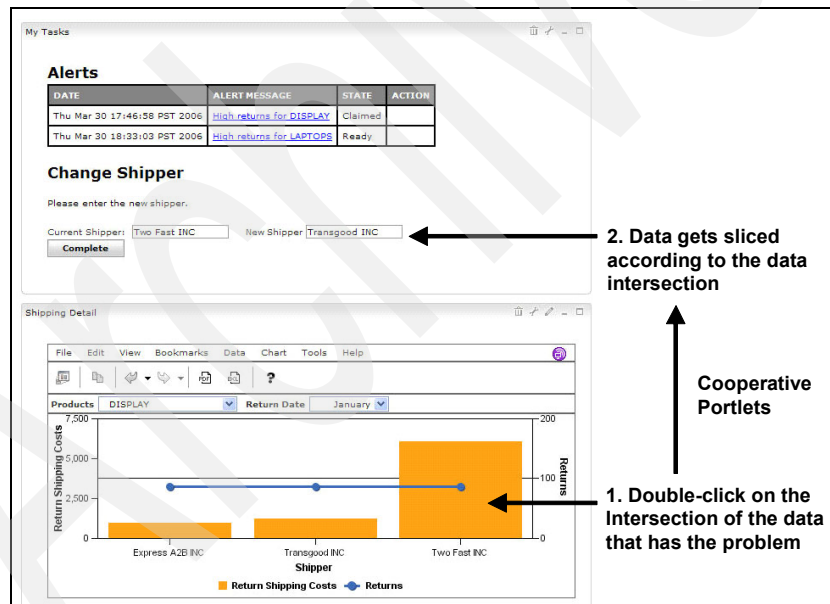 My Tasks
Alerts
DATE ALERT MESSAGE STATE ACTION
Thu Mar 30 17:46:58 PST 2006 High returns for DISPLAY Claimed
Thu Mar 30 18:33:03 PST 2006 High returns for LAPTOPS Ready
Change Shipper
Please enter the new shipper.
Current Shipper: Two Fast INC New Shipper Transgood INC
Complete
2. Data gets sliced
according to the data
intersection
Shipping Detail
File Edit View Bookmarks Data Chart Tools Help
PDF
?
Products DISPLAY Return Date January
7,500
5,000
2,500
0
Return Shipping Costs
200
100
0
Returns
Express A2B INC Transgood INC Two Fast INC
Shipper
Return Shipping Costs Returns
Cooperative
Portlets
1. Double-click on the
Intersection of the data
that has the problem